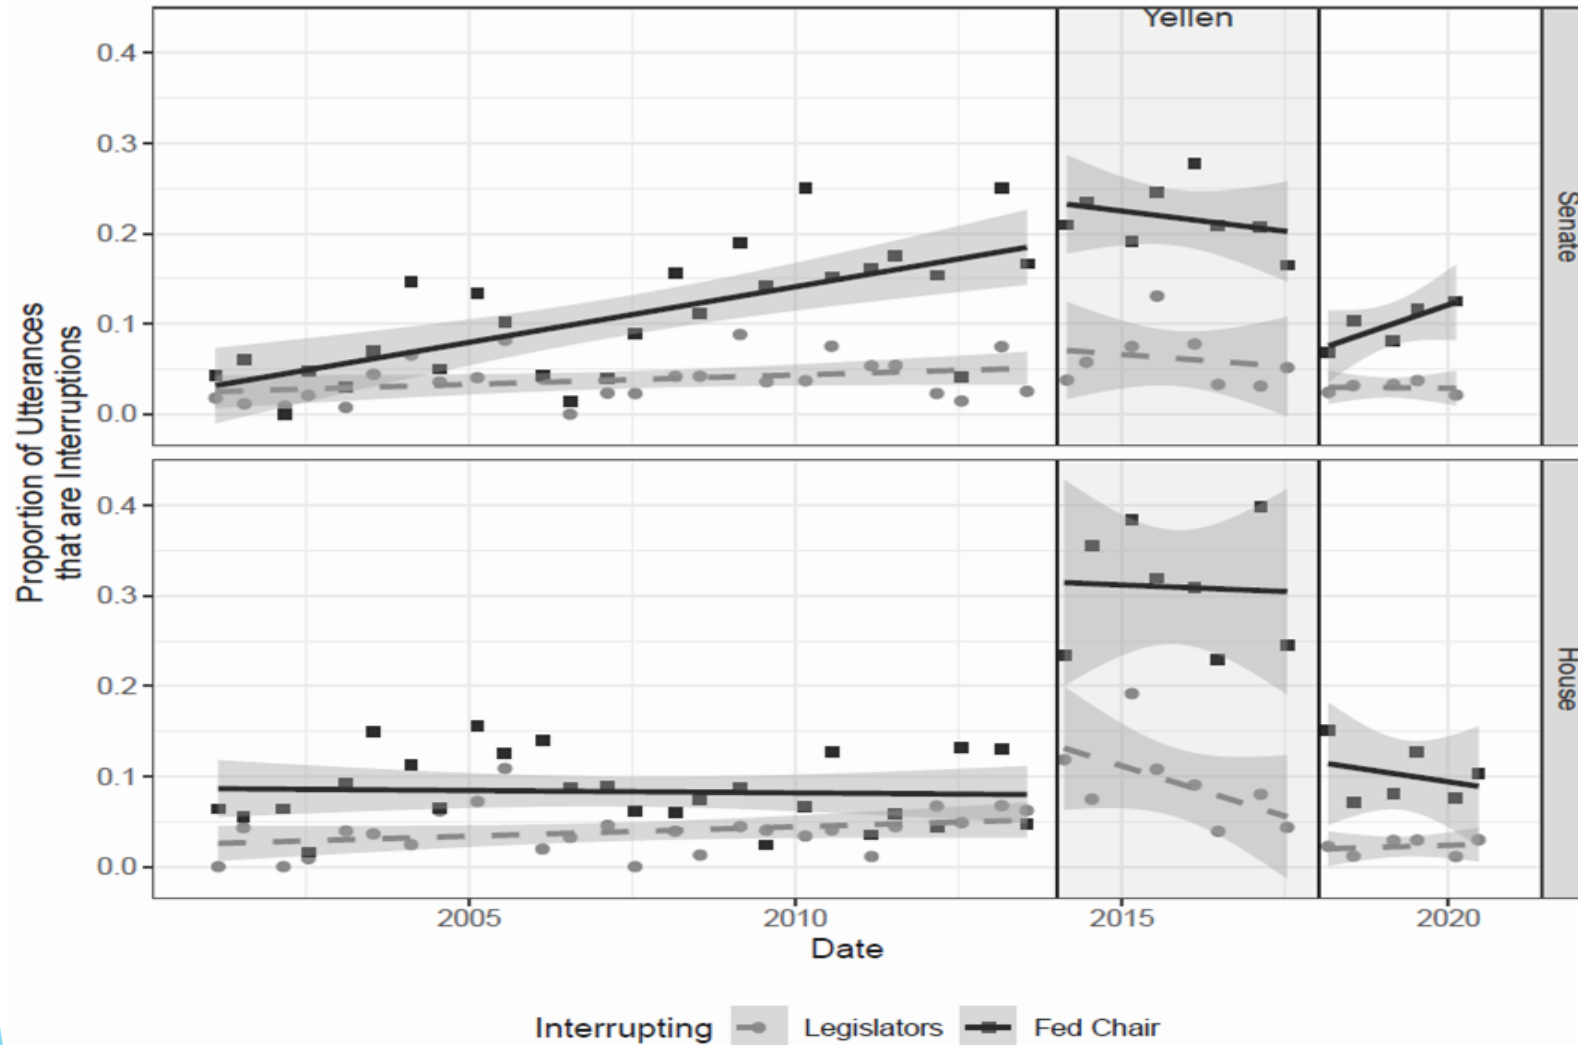 Yellen
0.4
0.3
0.2
0.1
0.0
Senate
Proportion of Utterances
that are Interruptions
0.4
0.3
0.2
0.1
0.0
House
2005 2010 2015 2020
Date
Interrupting Legislators Fed Chair